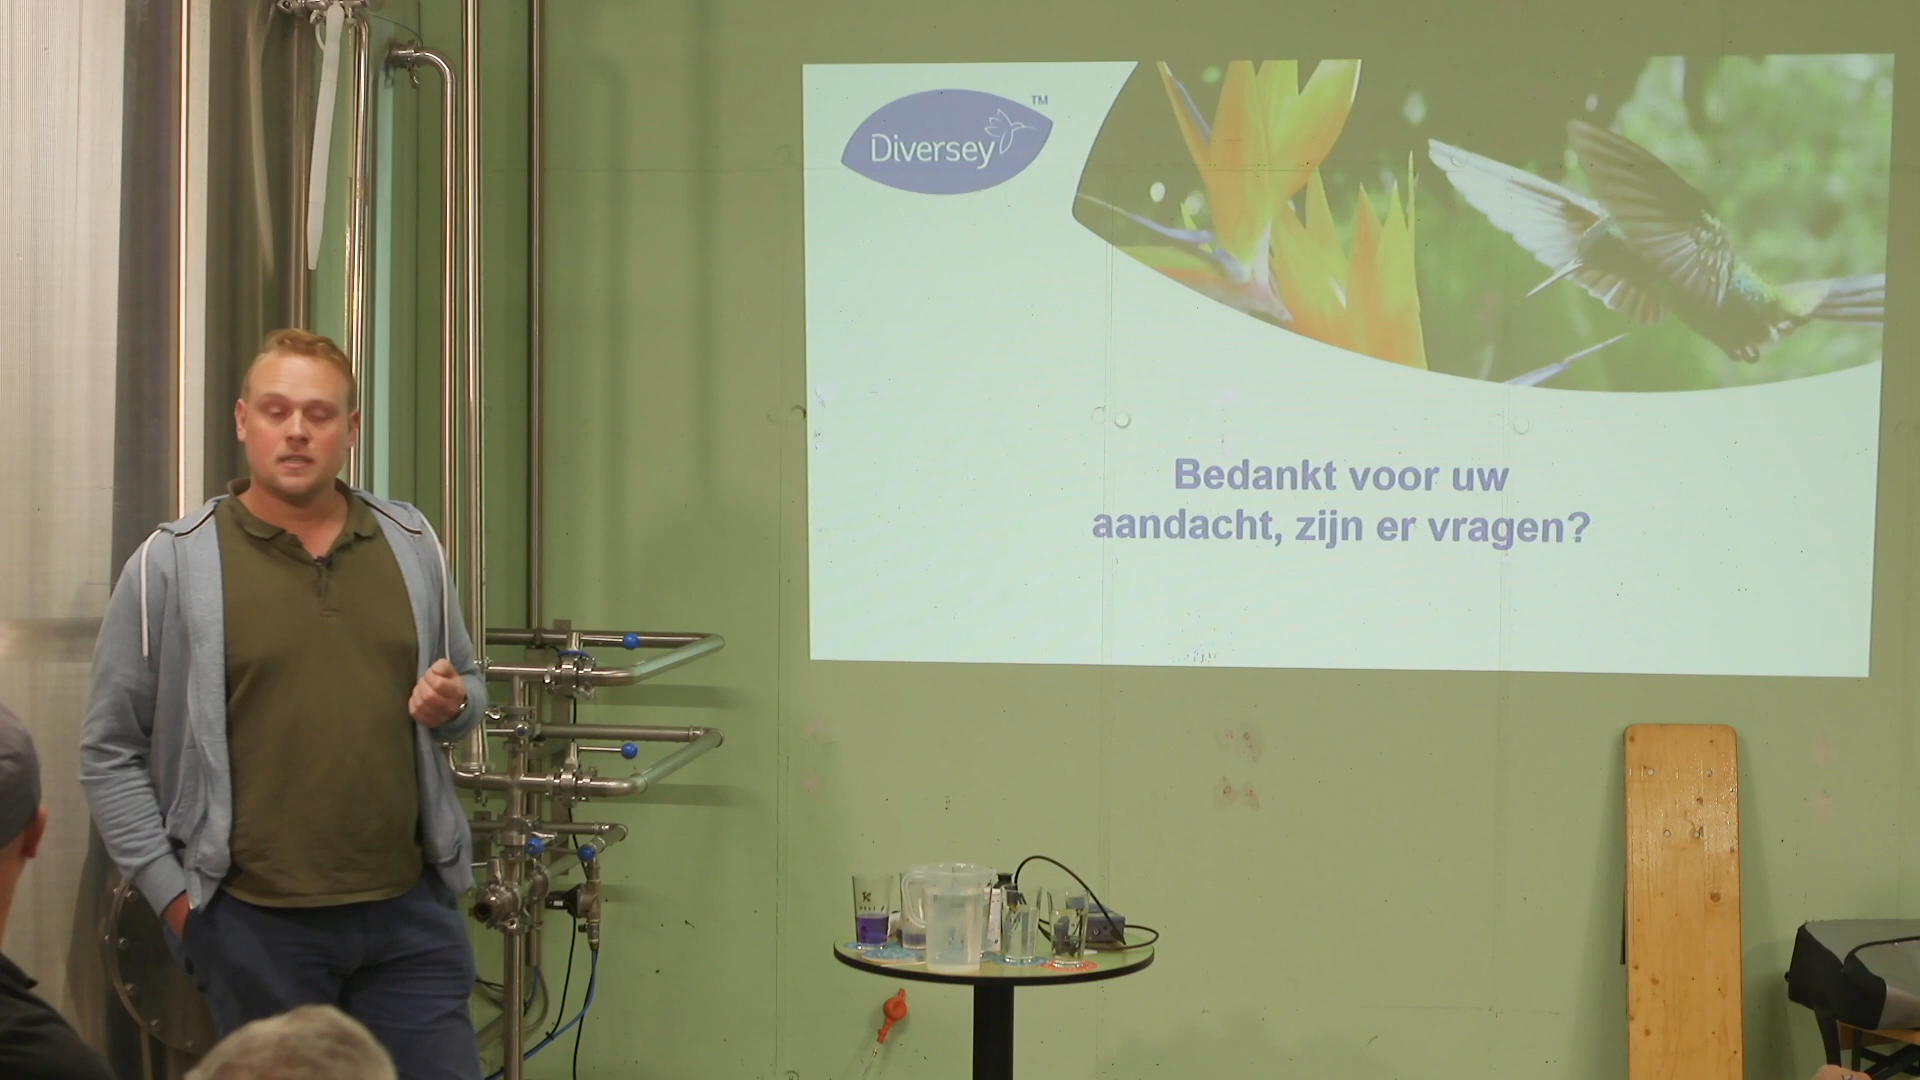 Diversey
TM
Bedankt voor uw
aandacht, zijn er vragen?